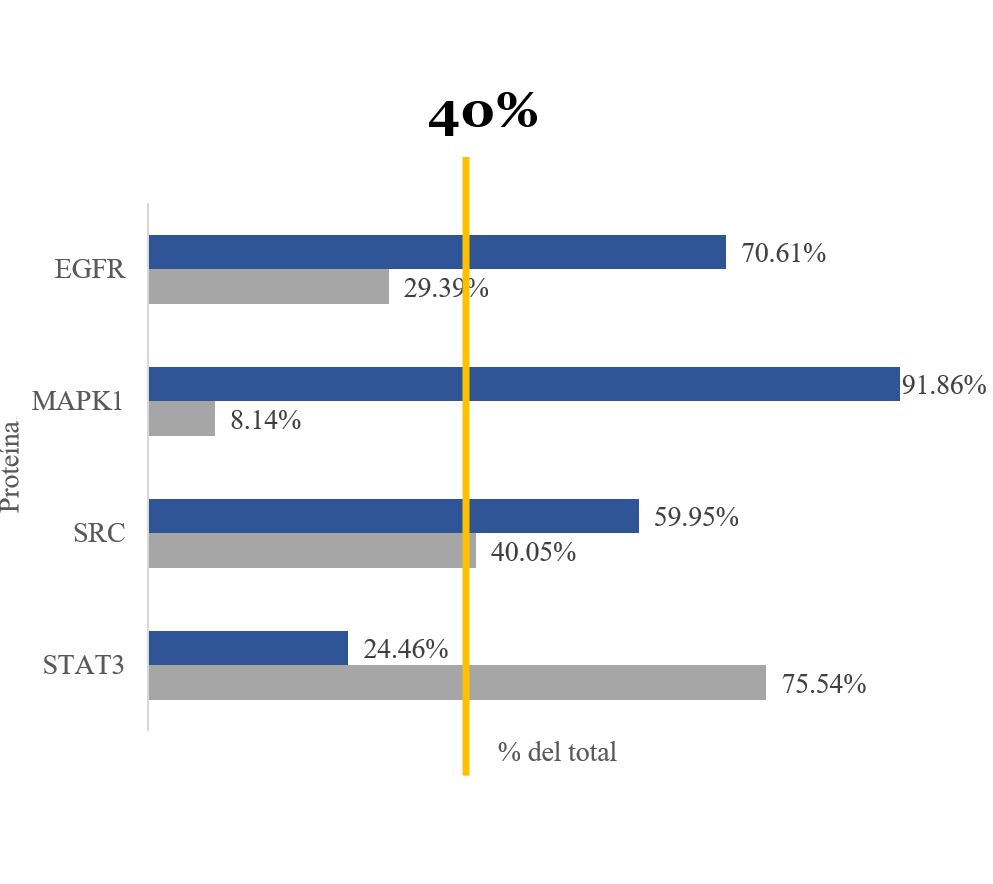 40%
EGFR
70.61%
29.39%
MAPK1
91.86%
8.14%
Proteína
SRC
59.95%
40.05%
STAT3
24.46%
75.54%
% del total